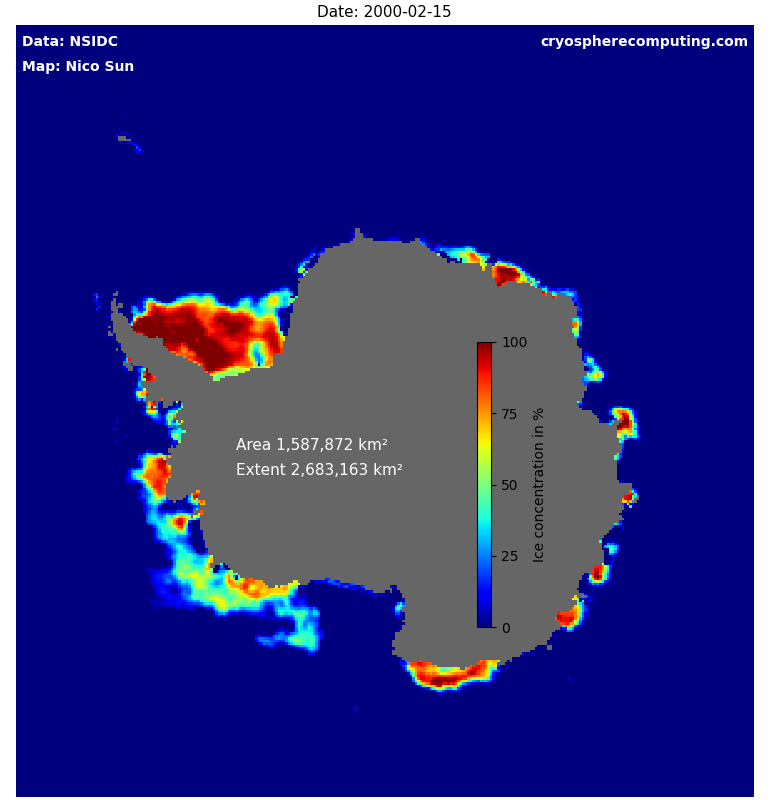 Date: 2000-02-15
Data: NSIDC
cryospherecomputing.com
Map: Nico Sun
100
75
50
25
0
Ice concentration in %
Area 1,587,872 km²
Extent 2,683,163 km²